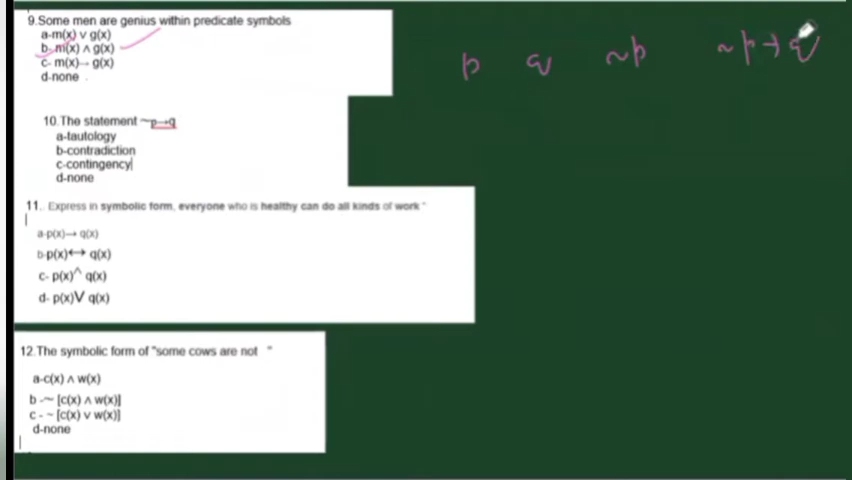 9.Some men are genius within predicate symbols
a-m(x) v g(x)
b- m(x) ∧ g(x)
c- m(x)→ g(x)
d-none
p q ~p ~p→q
10.The statement ~p→q
a-tautology
b-contradiction
c-contingency
d-none
11. Express in symbolic form, everyone who is healthy can do all kinds of work"
a-p(x)→ q(x)
b-p(x)↔ q(x)
c- p(x)^ q(x)
d- p(x)V q(x)
12.The symbolic form of "some cows are not "
a-c(x) ∧ w(x)
b -~ [c(x) ∧ w(x)]
c - ~ [c(x) v w(x)]
d-none